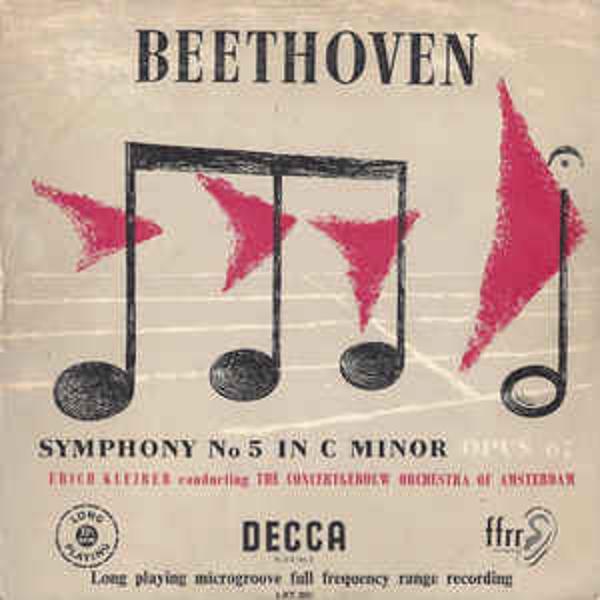 BEETHOVEN
SYMPHONY No 5 IN C MINOR OPUS 67
ERICH KLEIBER conducting THE CONCERTGEBOUW ORCHESTRA OF AMSTERDAM
LONG
PLAYING
DECCA
ffrr
Long playing microgroove full frequency range recording